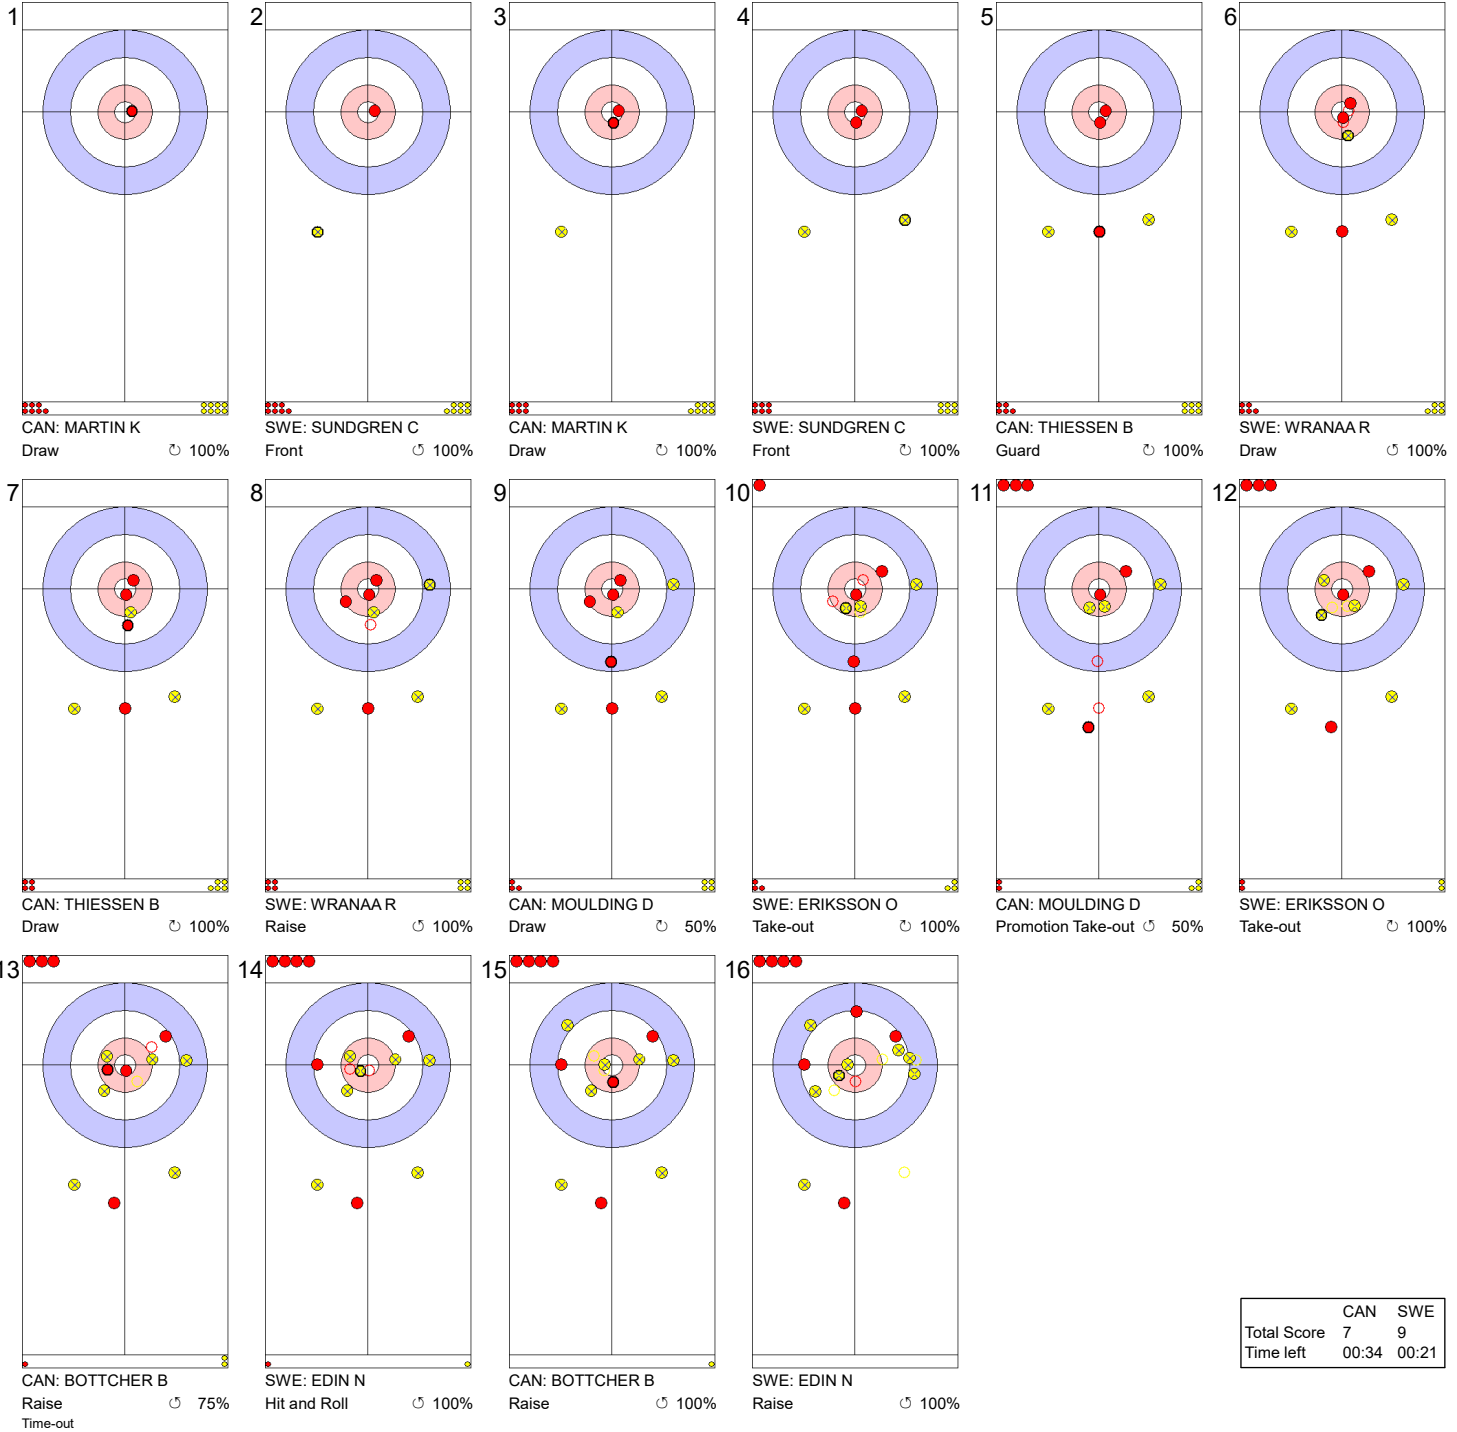 1
2
3
4
5
6
CAN: MARTIN K
Draw ↻ 100%
SWE: SUNDGREN C
Front ↺ 100%
CAN: MARTIN K
Draw ↻ 100%
SWE: SUNDGREN C
Front ↺ 100%
CAN: THIESSEN B
Guard ↻ 100%
SWE: WRANAA R
Draw ↻ 100%
7
8
9
10
11
12
CAN: THIESSEN B
Draw ↻ 100%
SWE: WRANAA R
Raise ↻ 100%
CAN: MOULDING D
Draw ↻ 50%
SWE: ERIKSSON O
Take-out ↻ 100%
CAN: MOULDING D
Promotion Take-out ↺ 50%
SWE: ERIKSSON O
Take-out ↻ 100%
13
14
15
16
CAN: BOTTCHER B
Raise ↺ 75%
Time-out
SWE: EDIN N
Hit and Roll ↺ 100%
CAN: BOTTCHER B
Raise ↺ 100%
SWE: EDIN N
Raise ↺ 100%
CAN SWE
Total Score 7 9
Time left 00:34 00:21